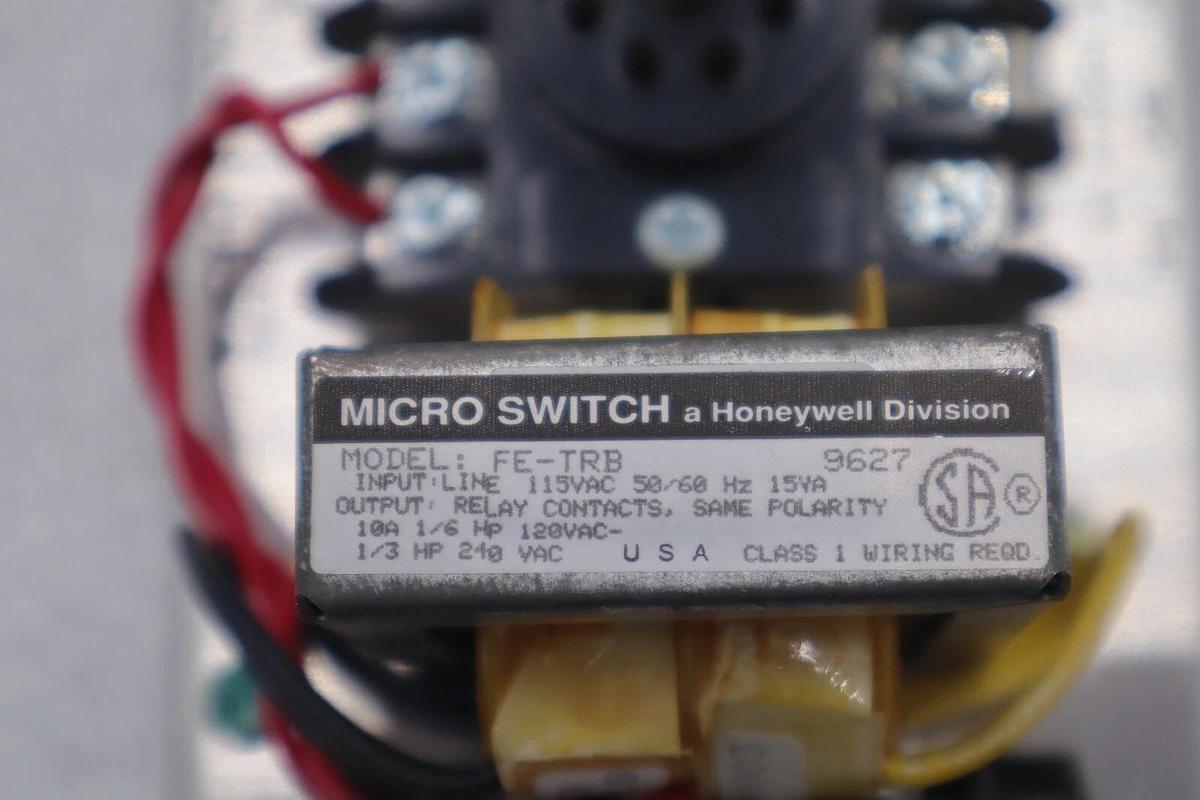 MICRO SWITCH a Honeywell Division
MODEL: FE-TRB 9627
INPUT:LINE 115VAC 50/60 Hz 15VA
OUTPUT: RELAY CONTACTS, SAME POLARITY
10A 1/6 HP 120VAC-
1/3 HP 240 VAC U S A CLASS 1 WIRING REQD.
SA ®